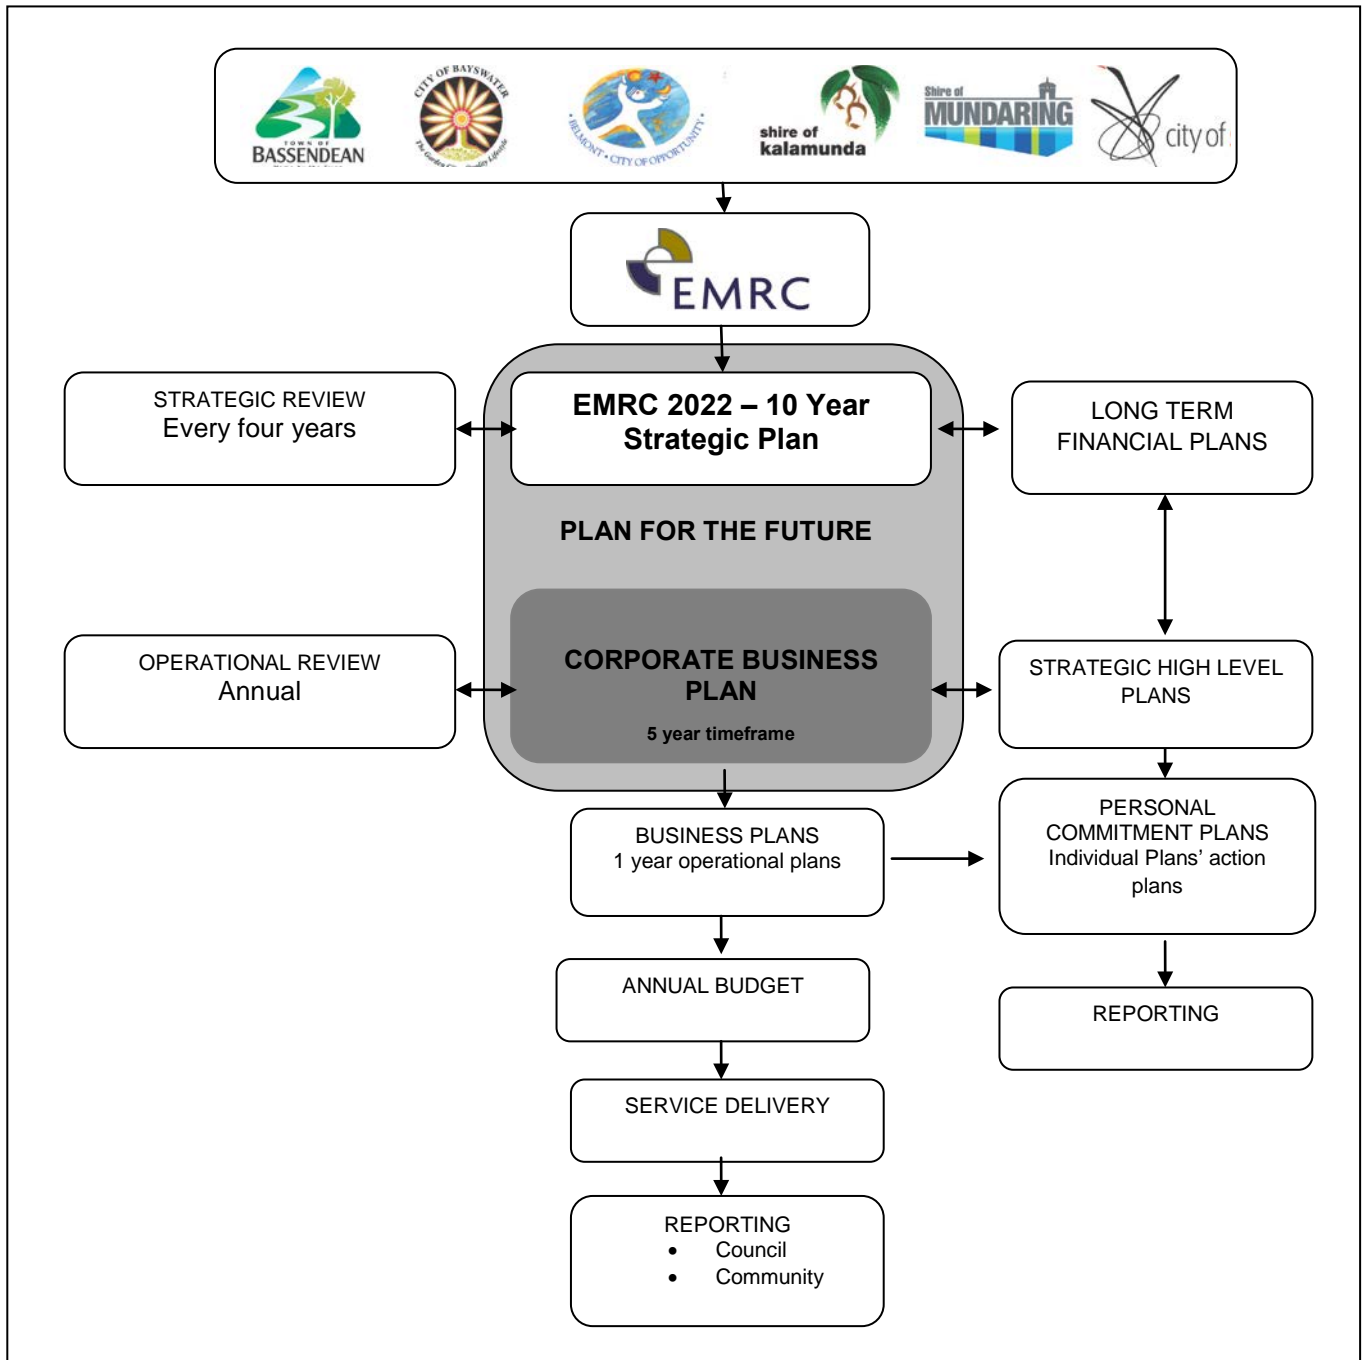 TOWN OF
BASSENDEAN
CITY OF BAYSWATER
BELMONT • CITY OF OPPORTUNITY •
shire of
kalamunda
Shire of
MUNDARING
city of
EMRC
STRATEGIC REVIEW
Every four years
EMRC 2022 – 10 Year
Strategic Plan
LONG TERM
FINANCIAL PLANS
PLAN FOR THE FUTURE
OPERATIONAL REVIEW
Annual
CORPORATE BUSINESS
PLAN
5 year timeframe
STRATEGIC HIGH LEVEL
PLANS
BUSINESS PLANS
1 year operational plans
PERSONAL
COMMITMENT PLANS
Individual Plans’ action
plans
ANNUAL BUDGET
REPORTING
SERVICE DELIVERY
REPORTING
• Council
• Community